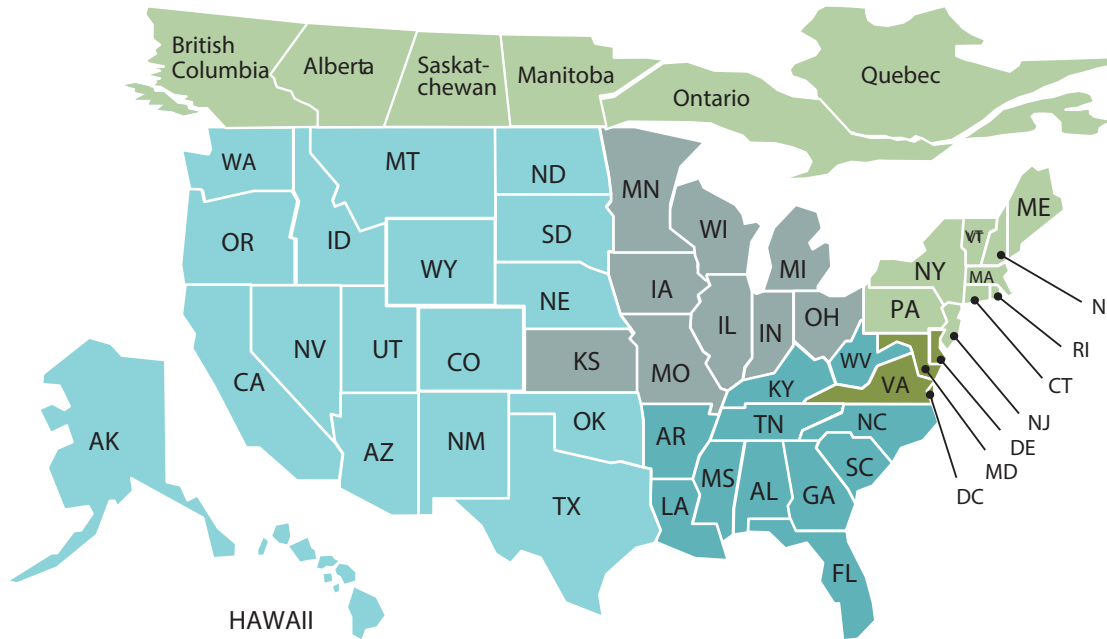 British
Columbia
Alberta
Saskat-
chewan
Manitoba
Ontario
Quebec
WA
MT
ND
MN
OR
ID
SD
WI
MI
WY
NE
IA
NY
VT
ME
MA
N
PA
RI
CA
NV
UT
CO
KS
MO
IL
IN
OH
WV
VA
KY
CT
NJ
DE
MD
DC
AK
AZ
NM
OK
AR
TN
NC
SC
TX
LA
MS
AL
GA
FL
HAWAII